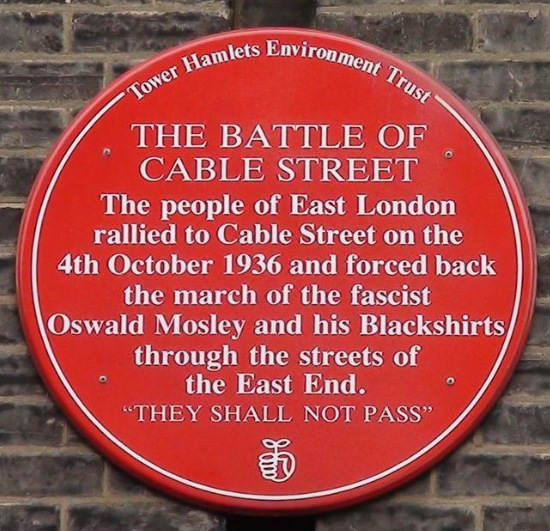 Tower Hamlets Environment Trust
THE BATTLE OF
CABLE STREET
The people of East London
rallied to Cable Street on the
4th October 1936 and forced back
the march of the fascist
Oswald Mosley and his Blackshirts
through the streets of
the East End.
“THEY SHALL NOT PASS”